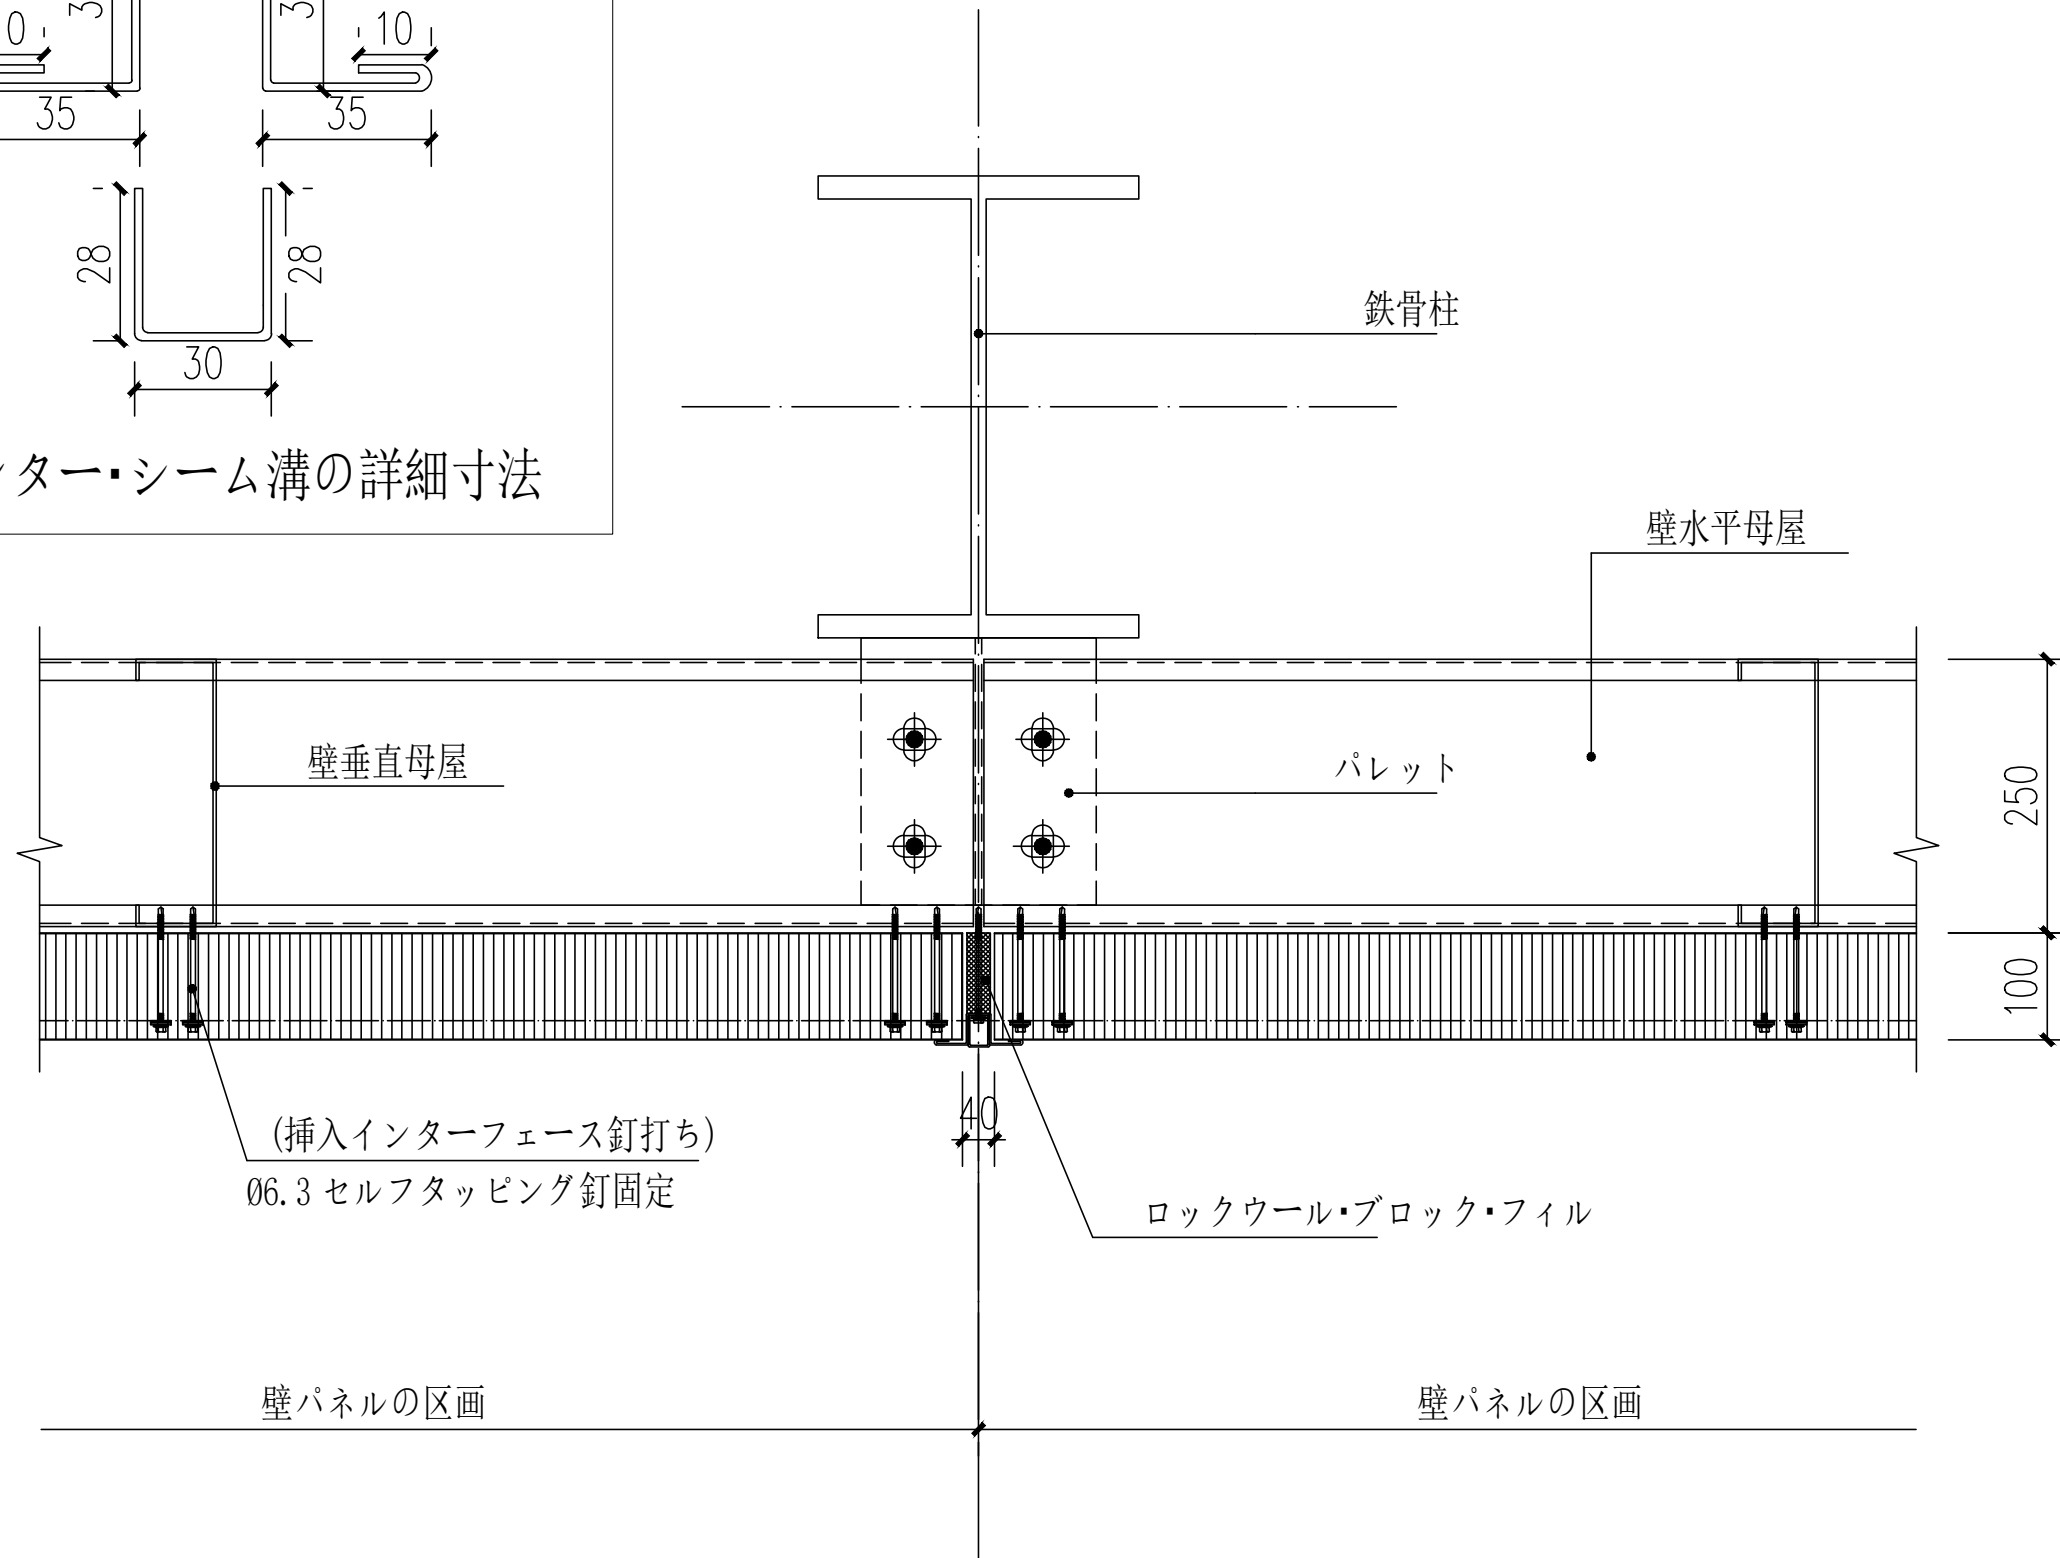 10
35
35
28
28
30
ンター・シーム溝の詳細寸法
鉄骨柱
壁水平母屋
壁垂直母屋
パレット
250
100
40
(挿入インターフェース釘打ち)
Ø6.3 セルフタッピング釘固定
ロックウール・ブロック・フィル
壁パネルの区画
壁パネルの区画